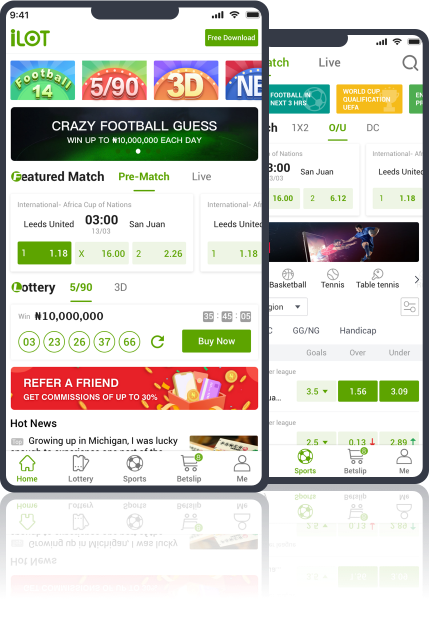 9:41
iLOT
Free Download
Football 14
5/90
3D
NE
CRAZY FOOTBALL GUESS
WIN UP TO ₦10,000,000 EACH DAY
Featured Match
Pre-Match
Live
International- Africa Cup of Nations
Leeds United
03:00
13/03
San Juan
1 1.18
X 16.00
2 2.26
International- Afr
Leeds United
1 1.18
Lottery
5/90
3D
Win ₦10,000,000
35:45:05
03 23 26 37 66
Buy Now
REFER A FRIEND
GET COMMISSIONS OF UP TO 30%
Hot News
Top Growing up in Michigan, I was lucky
Home
Lottery
Sports
Betslip
Me
atch
Live
FOOTBALL IN
NEXT 3 HRS
WORLD CUP
QUALIFICATION
UEFA
EN
PR
ch
1X2
O/U
DC
p of Nations
3:00
13/03
San Juan
16.00
2 6.12
International- Afr
Leeds United
1 1.18
Basketball
Tennis
Table tennis
gion
C
GG/NG
Handicap
Goals
Over
Under
er league
3.5
1.56
3.09
ua...
er league
2.5
0.13
2.89
Sports
Betslip
Me